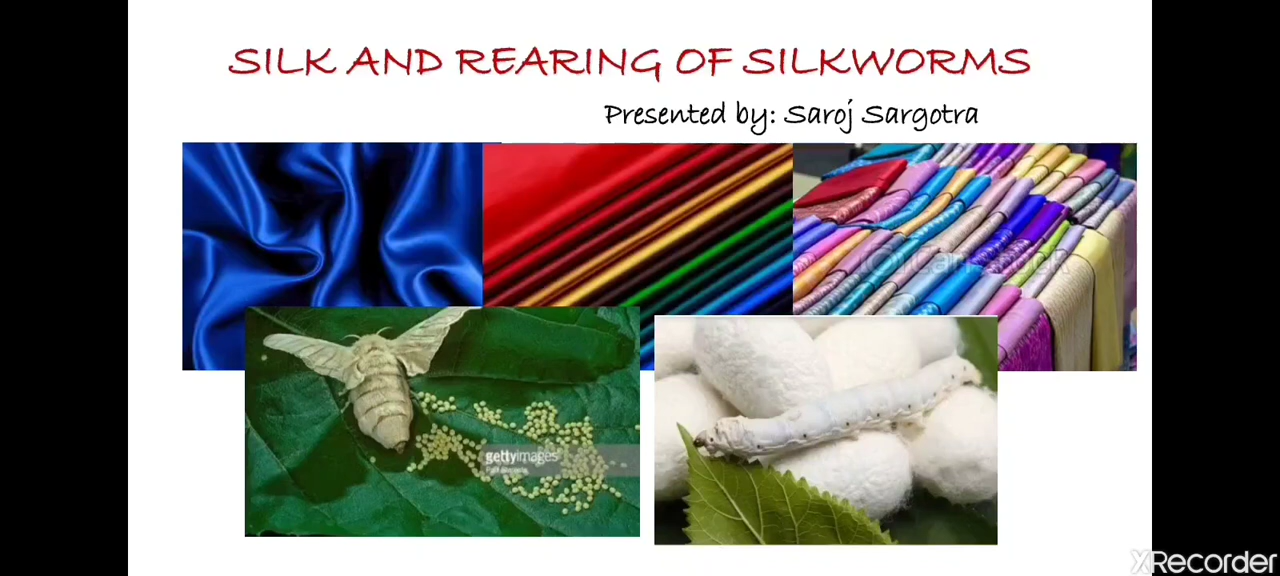 SILK AND REARING OF SILKWORMS
Presented by: Saroj Sargotra
gettyimages
XRecorder